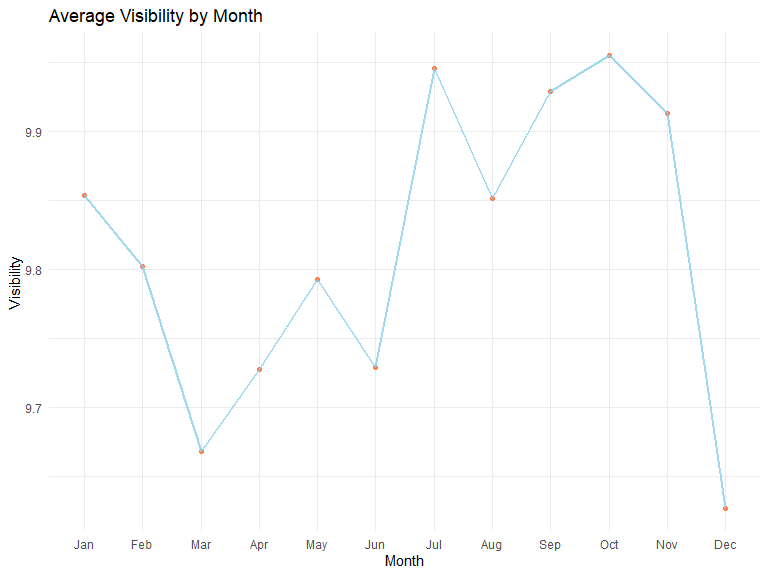 Average Visibility by Month
Visibility
9.9
9.8
9.7
Jan Feb Mar Apr May Jun Jul Aug Sep Oct Nov Dec
Month